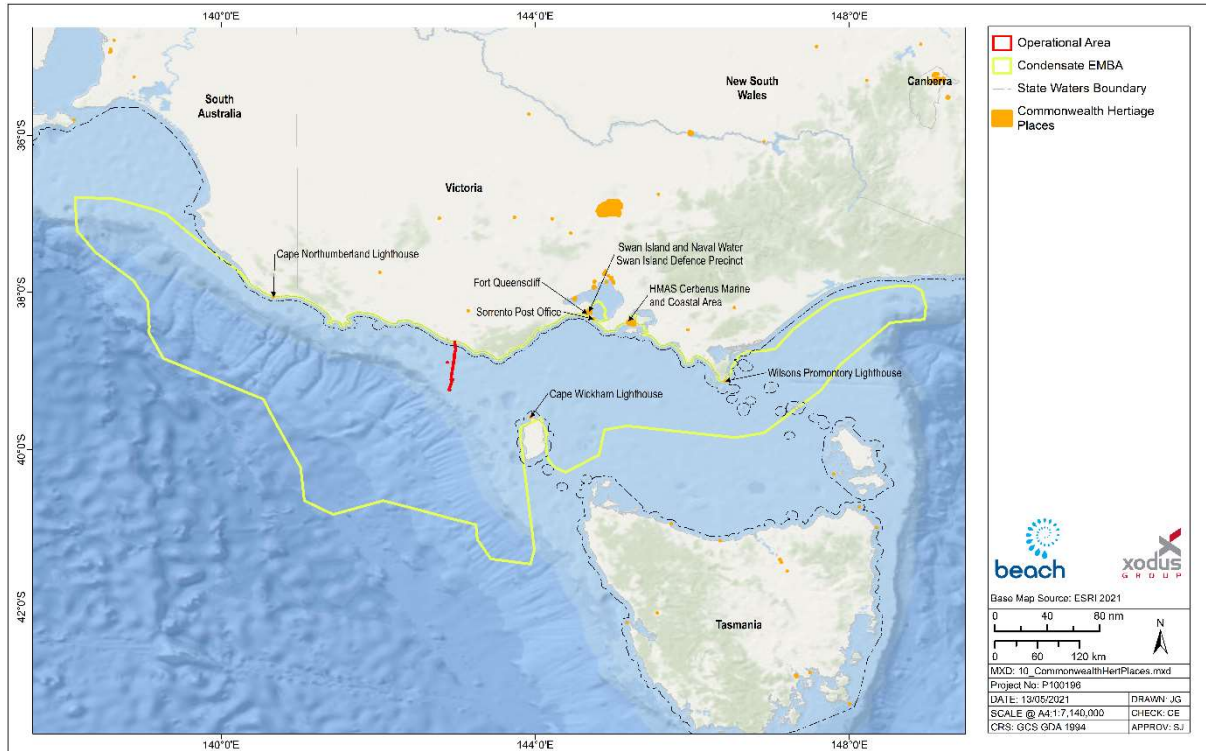 140°0'E 144°0'E 148°0'E
36°0'S
38°0'S
40°0'S
42°0'S
South
Australia
New South
Wales
Canberra
Victoria
Cape Northumberland Lighthouse
Swan Island and Naval Water
Swan Island Defence Precinct
Fort Queenscliff
HMAS Cerberus Marine
and Coastal Area
Sorrento Post Office
Wilsons Promontory Lighthouse
Cape Wickham Lighthouse
Tasmania
140°0'E 144°0'E 148°0'E
Operational Area
Condensate EMBA
State Waters Boundary
Commonwealth Hertiage
Places
beach
xodus
GROUP
Base Map Source: ESRI 2021
0 40 80 nm
0 60 120 km
N
MXD: 10_CommonwealthHertPlaces.mxd
Project No: P100196
DATE: 13/05/2021 DRAWN: JG
SCALE @ A4:1:7,140,000 CHECK: CE
CRS: GCS GDA 1994 APPROV: SJ